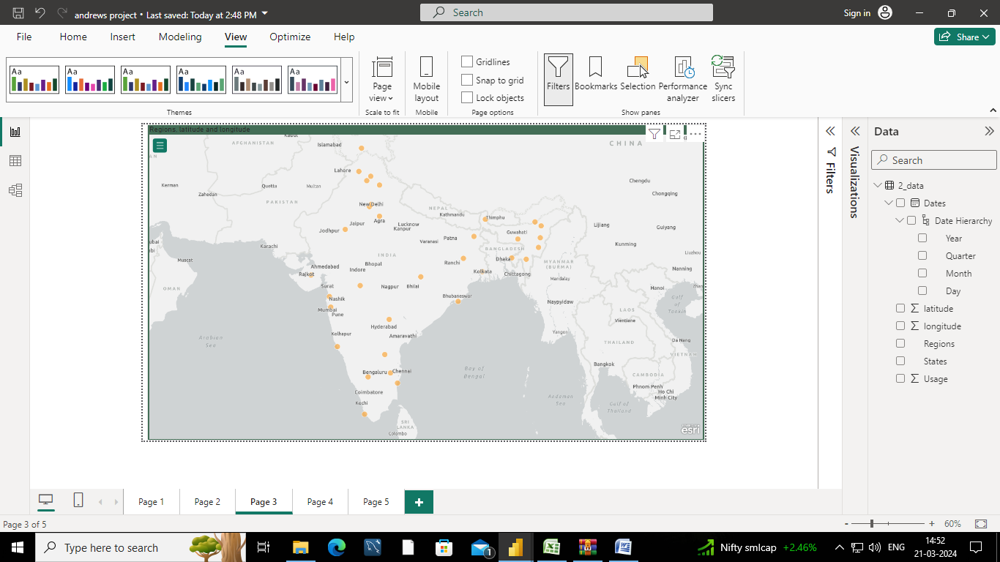 andrews project • Last saved: Today at 2:48 PM
Search
Sign in
File Home Insert Modeling View Optimize Help
Share
Aa Aa Aa Aa Aa Aa
Page view
Mobile layout
Gridlines
Snap to grid
Lock objects
Filters
Bookmarks
Selection
Performance analyzer
Sync slicers
Themes
Scale to fit
Mobile
Page options
Show panes
Regions, latitude and longitude
Kabul
AFGHANISTAN
Islamabad
CHINA
Lahore
Kerman
Zahedan
Quetta
Multan
Chengdu
Chongqing
PAKISTAN
New Delhi
NEPAL
Kathmandu
Thimphu
Agra
Jaipur
Lucknow
Kanpur
Jodhpur
Guwahati
Lijiang
Guiyang
Patna
Varanasi
Kunming
Karachi
BANGLADESH
INDIA
Liuzhou
Muscat
Ahmedabad
Bhopal
Indore
Ranchi
Dhaka
MYANMAR
(BURMA)
Nanning
Rajkot
Kolkata
Chittagong
Mandalay
OMAN
Surat
Nagpur
Bhilai
Hanoi
Nashik
Bhubaneswar
Naypyidaw
Gulf
of
Tonkin
Mumbai
Pune
LAOS
Vientiane
Hyderabad
Kolhapur
Amaravathi
Yangon
Arabian
Sea
THAILAND
Da Nang
VIETNAM
Bangkok
Bengaluru
Chennai
Bay of
Bengal
CAMBODIA
Phnom Penh
Ho Chi
Minh City
Coimbatore
Kochi
Andaman
Sea
Gulf of
Thailand
SRI
LANKA
Colombo
esri
Filters
Visualizations
Data
Search
2_data
Dates
Date Hierarchy
Year
Quarter
Month
Day
latitude
longitude
Regions
States
Usage
Page 1 Page 2 Page 3 Page 4 Page 5
Page 3 of 5
- + 60%
Type here to search
1
Nifty smlcap +2.46%
ENG
14:52
21-03-2024